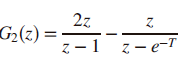 G₂(z) = 2z/(z − 1) − z/(z − e^{−T})